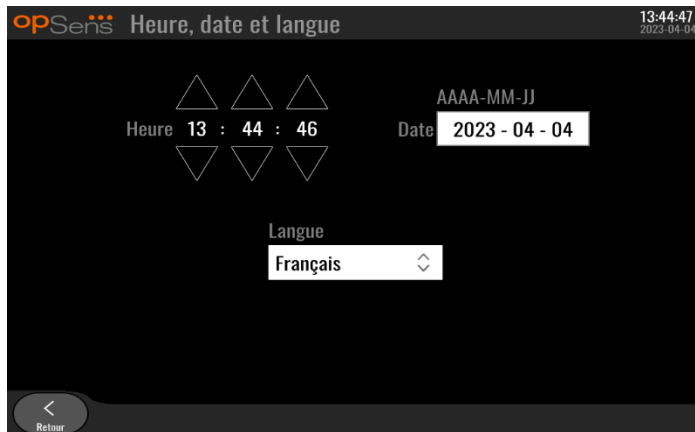 opSens Heure, date et langue
13:44:47
2023-04-04
AAAA-MM-JJ
Heure 13 : 44 : 46
Date 2023 - 04 - 04
Langue
Français
Retour